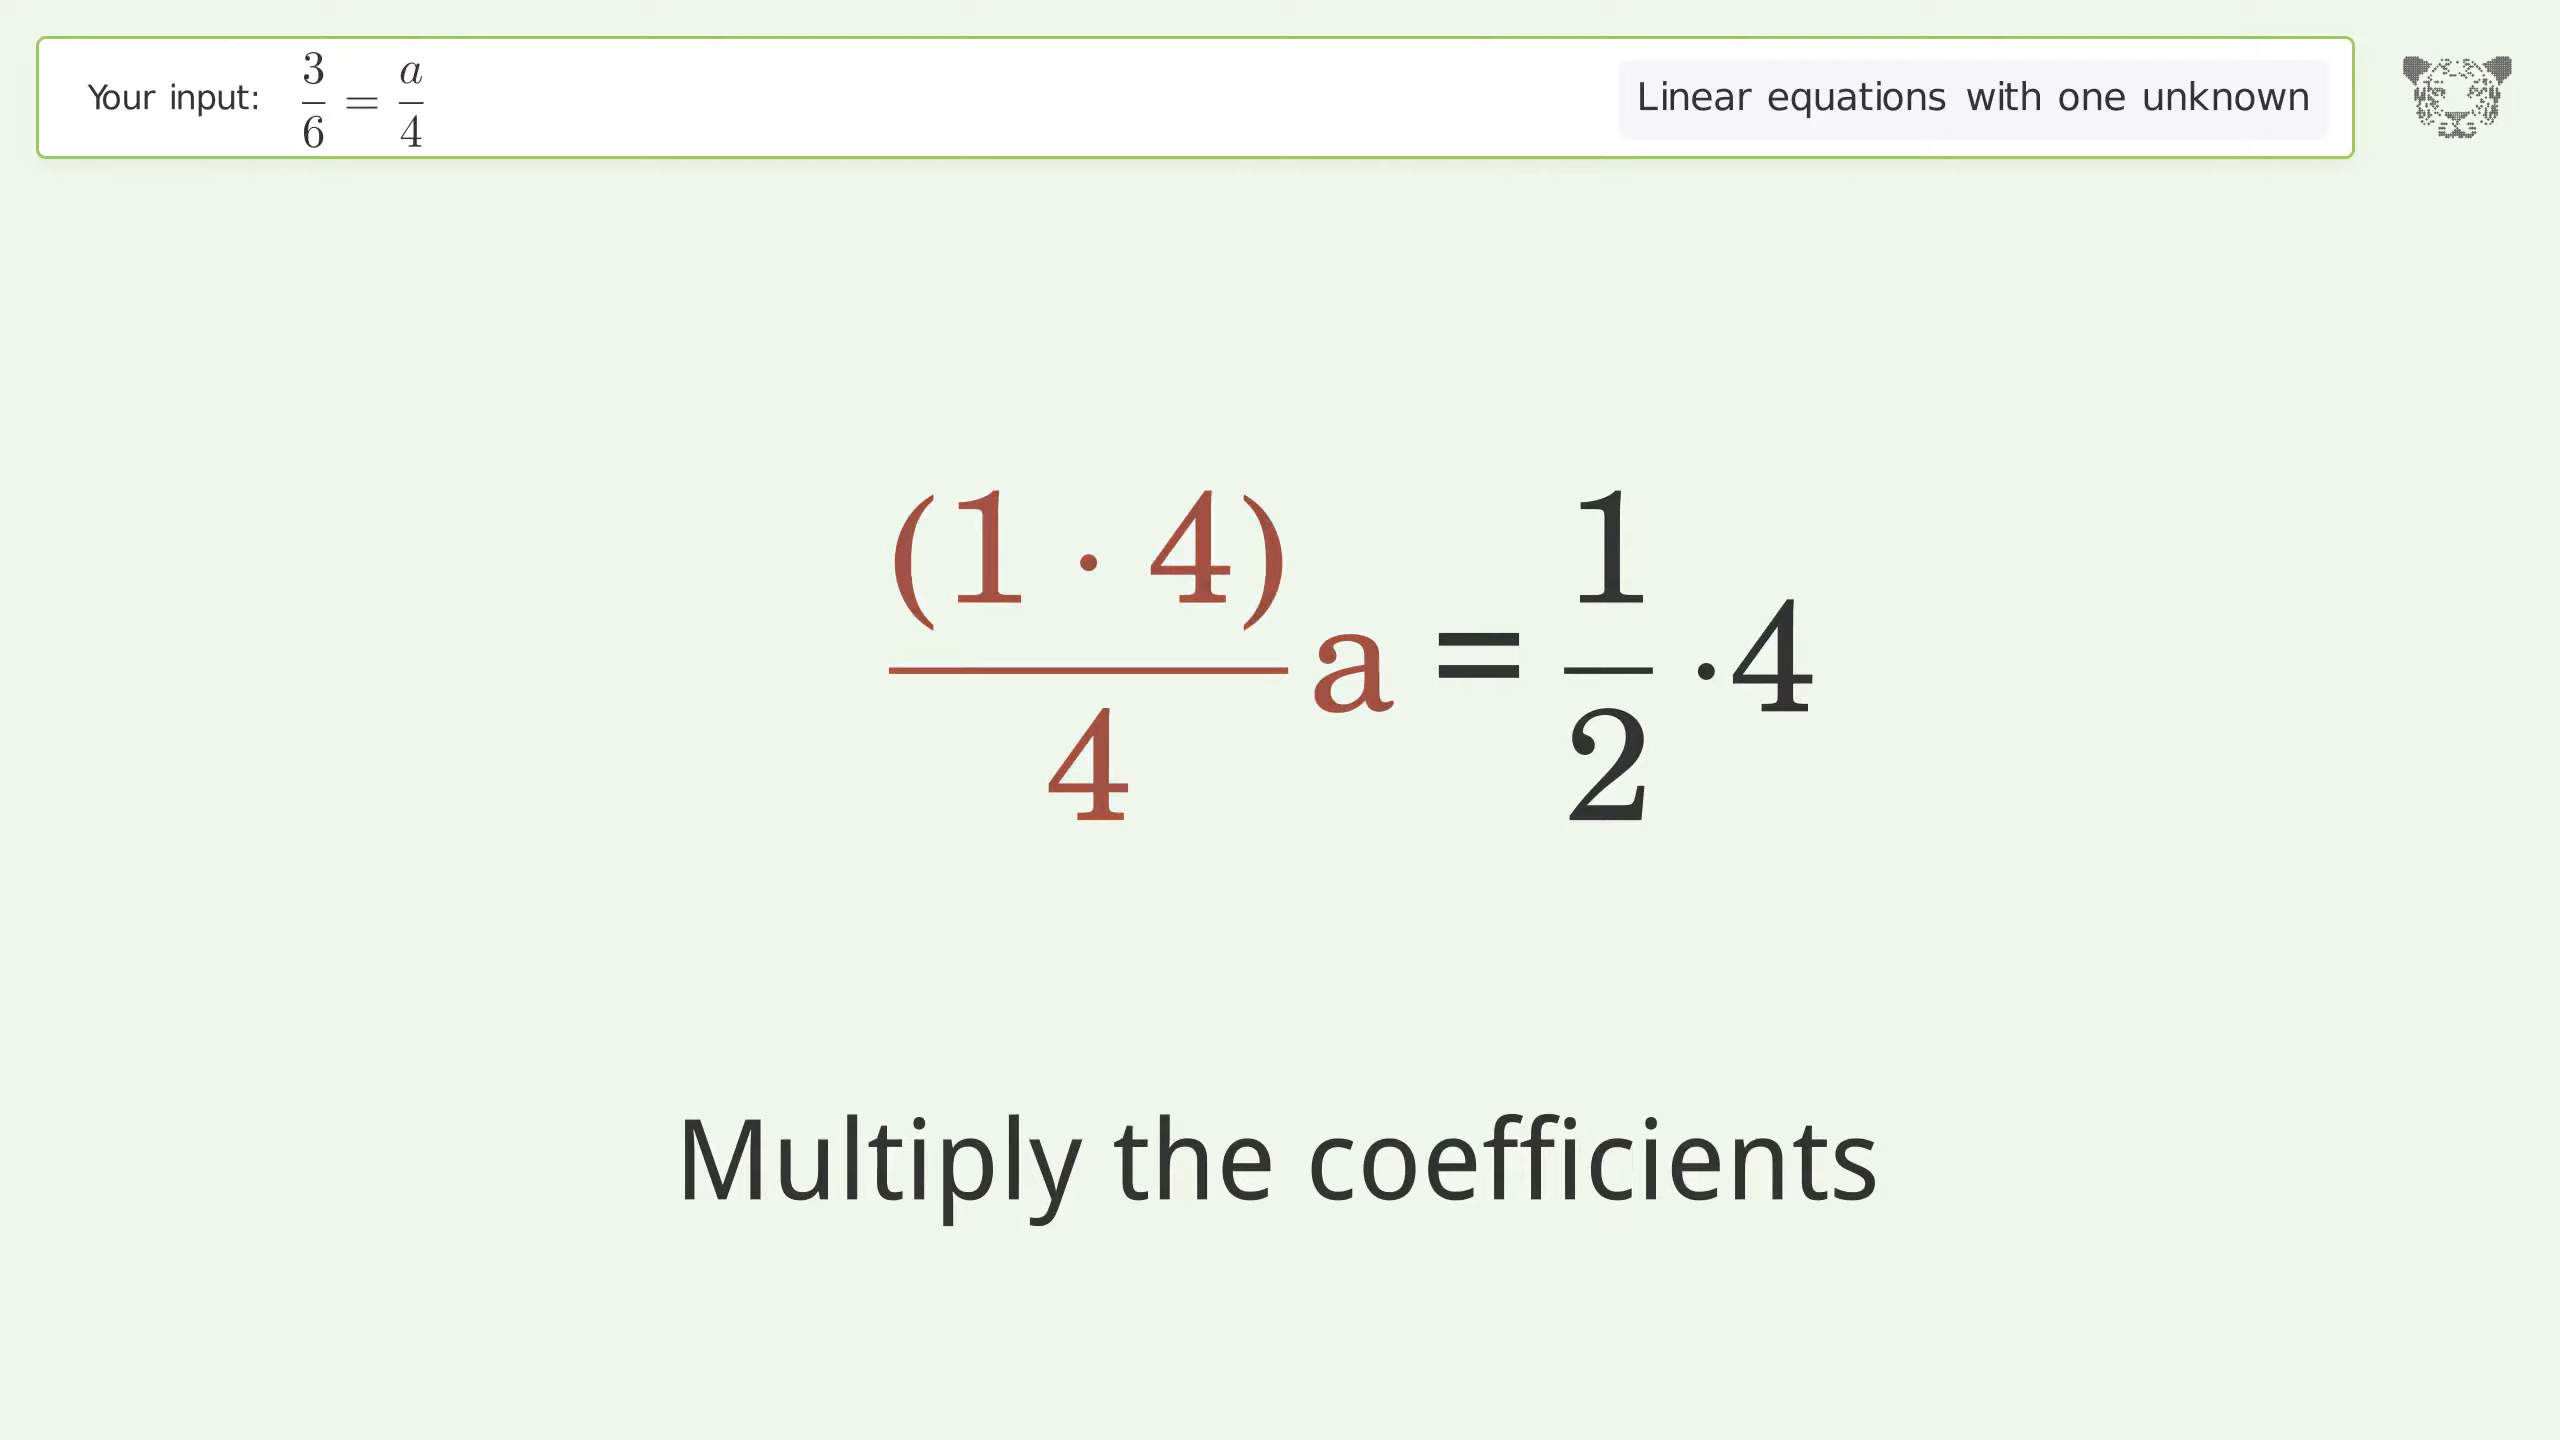 Your input: 3/6 = a/4
Linear equations with one unknown
(1 · 4)/4 a = 1/2 · 4
Multiply the coefficients